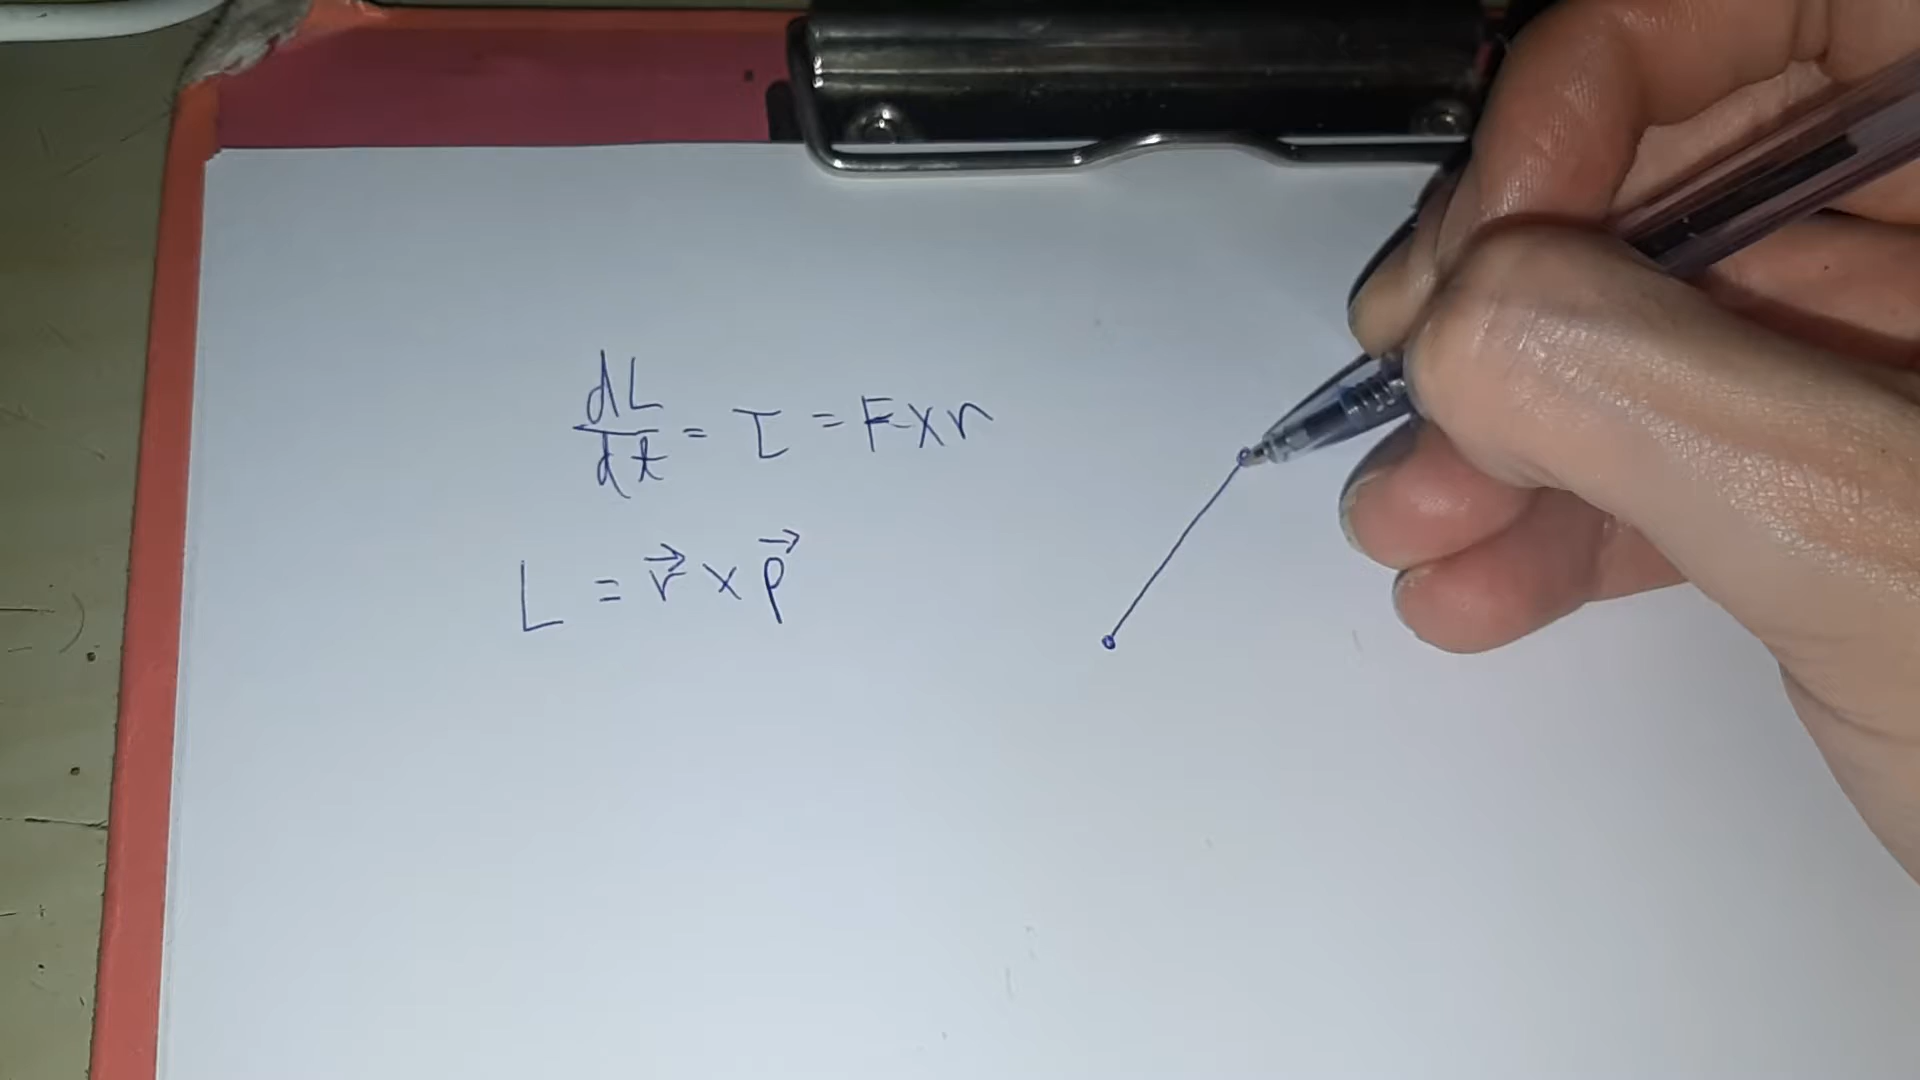 dL/dt = τ = F × r
L = r⃗ × p⃗